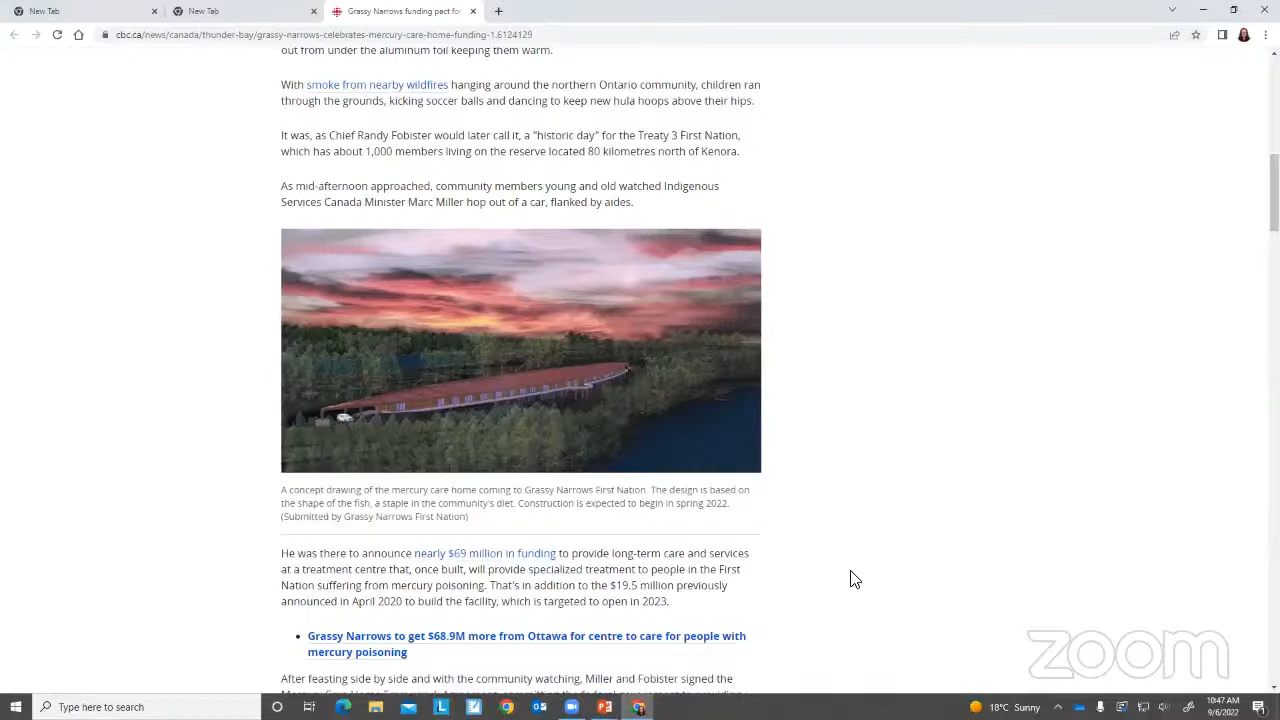 New Tab
New Tab
Grassy Narrows funding pact for
cbc.ca/news/canada/thunder-bay/grassy-narrows-celebrates-mercury-care-home-funding-1.6124129
out from under the aluminum foil keeping them warm.
With smoke from nearby wildfires hanging around the northern Ontario community, children ran
through the grounds, kicking soccer balls and dancing to keep new hula hoops above their hips.
It was, as Chief Randy Fobister would later call it, a "historic day" for the Treaty 3 First Nation,
which has about 1,000 members living on the reserve located 80 kilometres north of Kenora.
As mid-afternoon approached, community members young and old watched Indigenous
Services Canada Minister Marc Miller hop out of a car, flanked by aides.
A concept drawing of the mercury care home coming to Grassy Narrows First Nation. The design is based on
the shape of the fish, a staple in the community's diet. Construction is expected to begin in spring 2022.
(Submitted by Grassy Narrows First Nation)
He was there to announce nearly $69 million in funding to provide long-term care and services
at a treatment centre that, once built, will provide specialized treatment to people in the First
Nation suffering from mercury poisoning. That's in addition to the $19.5 million previously
announced in April 2020 to build the facility, which is targeted to open in 2023.
Grassy Narrows to get $68.9M more from Ottawa for centre to care for people with
mercury poisoning
After feasting side by side and with the community watching, Miller and Fobister signed the
zoom
Type here to search
18°C Sunny
10:47 AM
9/6/2022